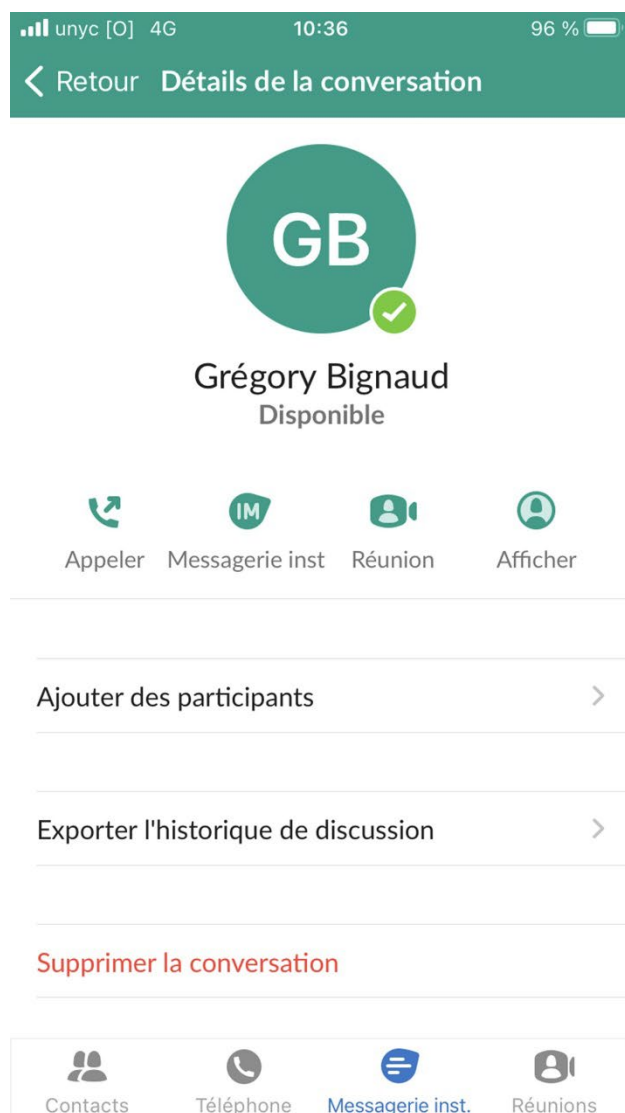 unyc [O] 4G 10:36 96 %
Retour Détails de la conversation
GB
Grégory Bignaud
Disponible
IM
Appeler Messagerie inst Réunion Afficher
Ajouter des participants
Exporter l'historique de discussion
Supprimer la conversation
Contacts Téléphone Messagerie inst. Réunions